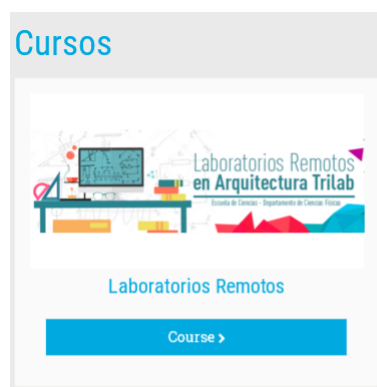 Cursos
Laboratorios Remotos
en Arquitectura Trilab
Escuela de Ciencias - Departamento de Ciencias Físicas
Laboratorios Remotos
Course